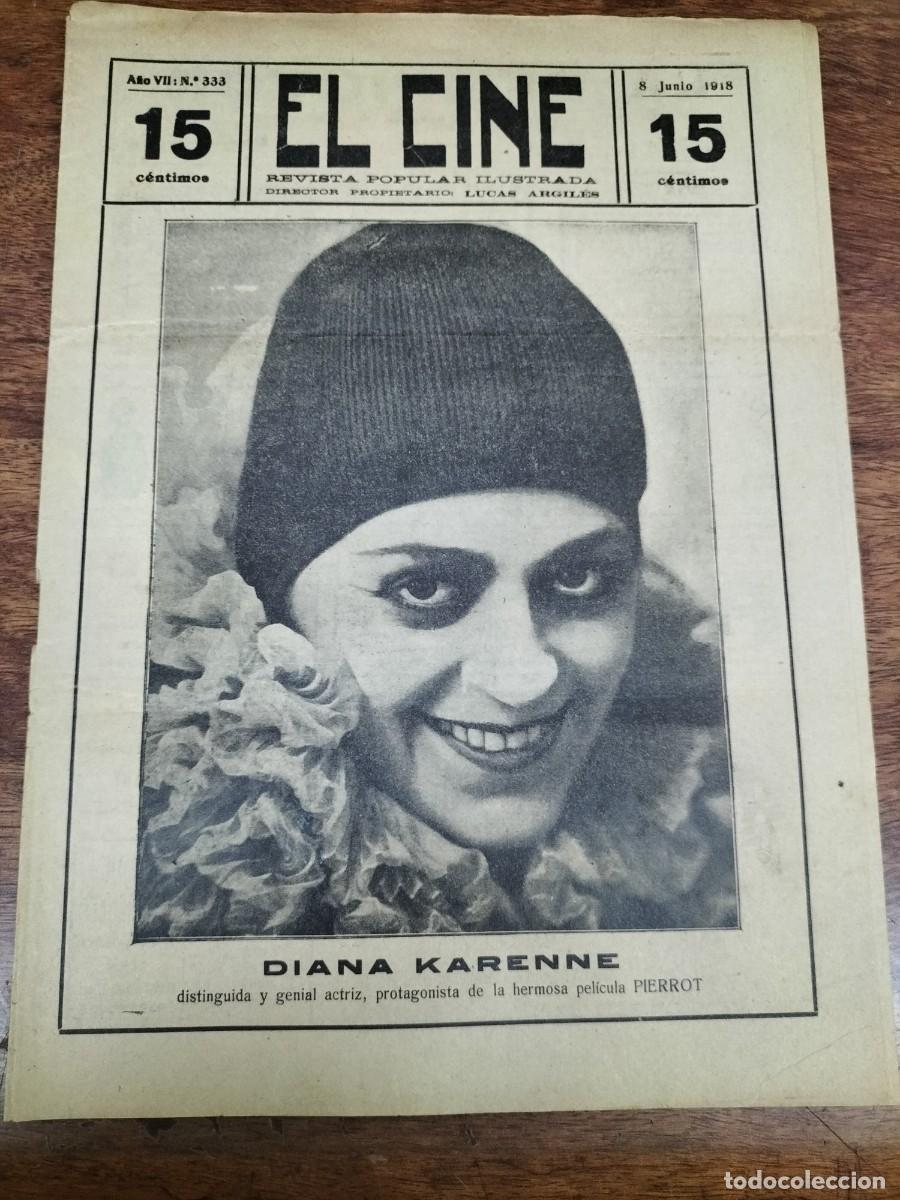 Año VII: N.º 333
15
céntimos
EL CINE
REVISTA POPULAR ILUSTRADA
DIRECTOR PROPIETARIO: LUCAS ARGILÉS
8 Junio 1918
15
céntimos
DIANA KARENNE
distinguida y genial actriz, protagonista de la hermosa película PIERROT
todocoleccion